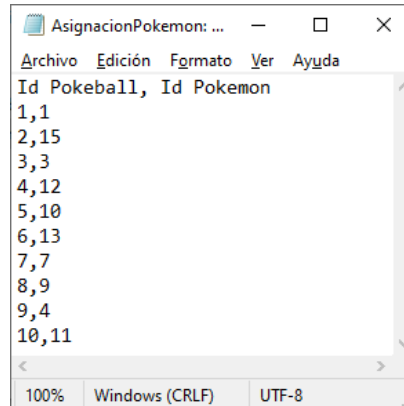 AsignacionPokemon: ...
Archivo Edición Formato Ver Ayuda
Id Pokeball, Id Pokemon
1,1
2,15
3,3
4,12
5,10
6,13
7,7
8,9
9,4
10,11
100% Windows (CRLF) UTF-8